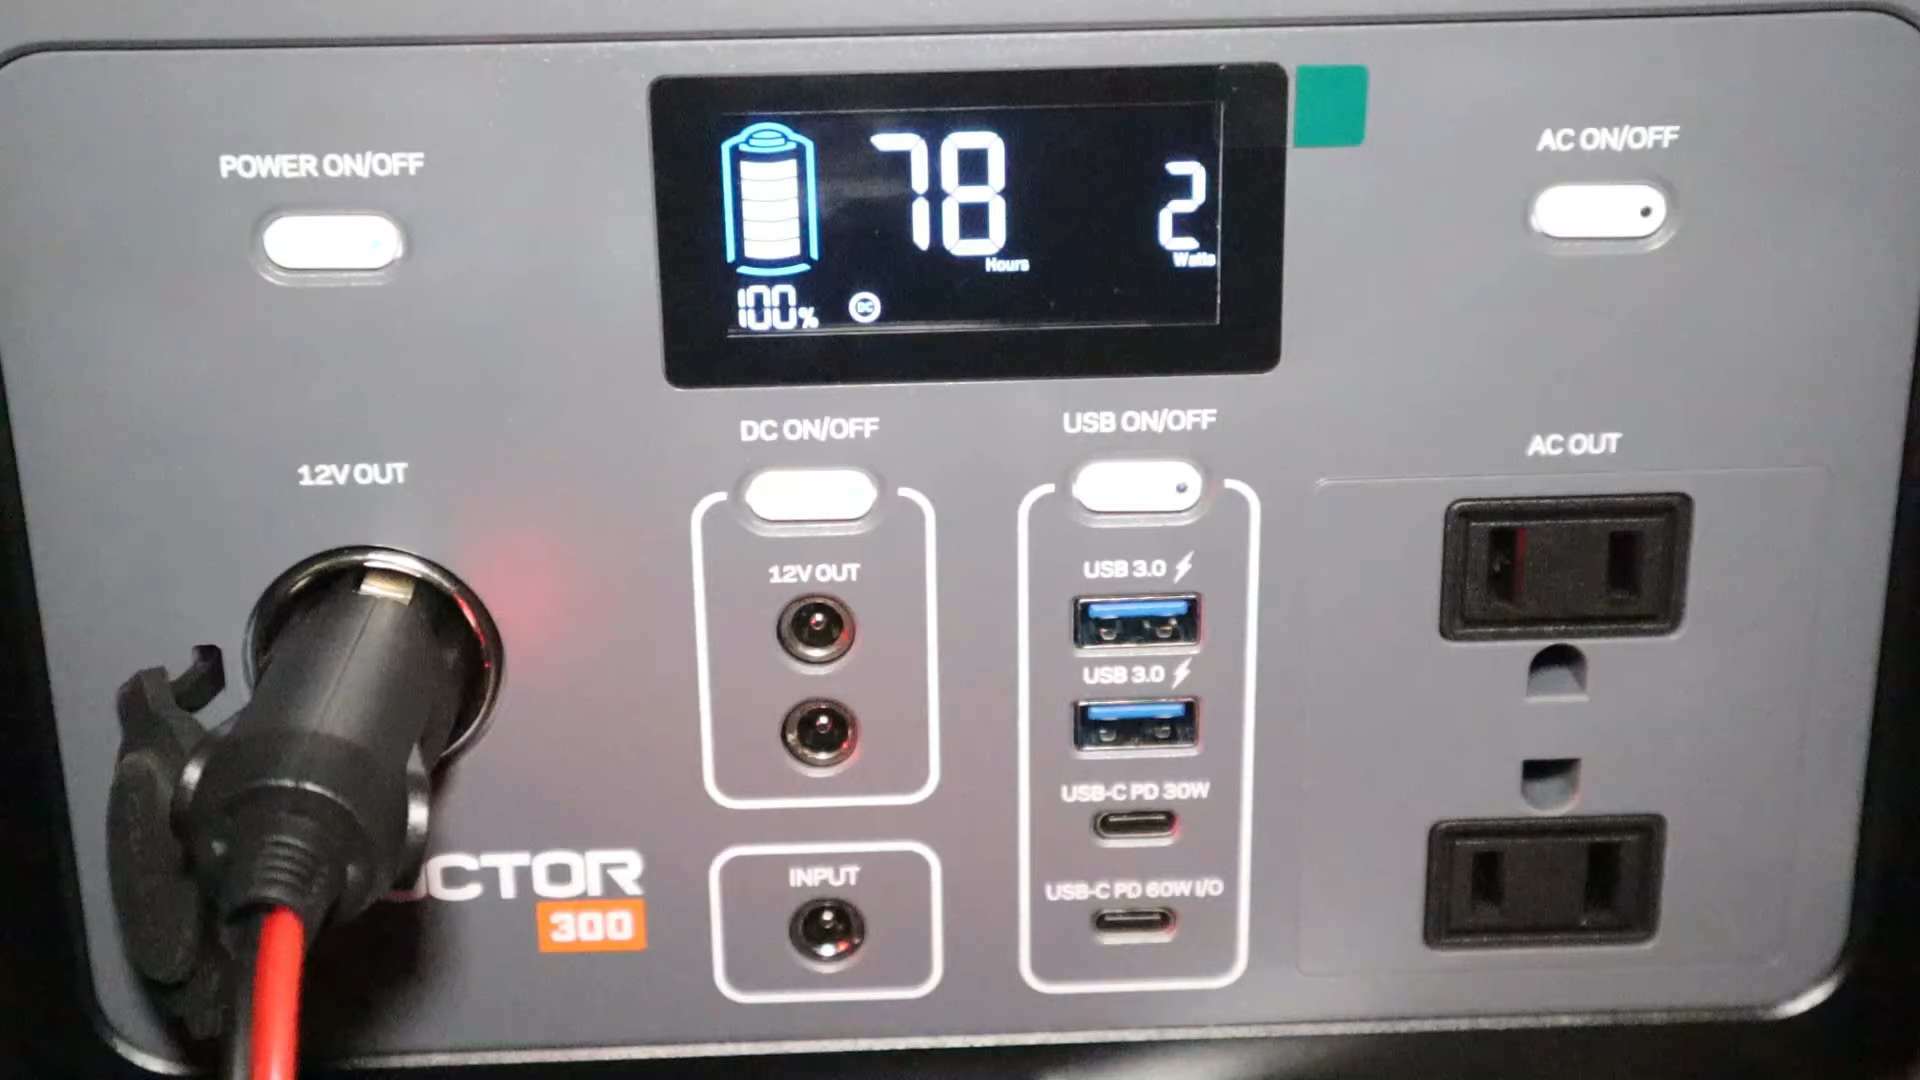 POWER ON/OFF
78
Hours
2
Watts
100%
DC
AC ON/OFF
12V OUT
DC ON/OFF
USB ON/OFF
AC OUT
12V OUT
USB 3.0
USB 3.0
USB-C PD 30W
USB-C PD 60W I/O
INPUT
CTOR
300